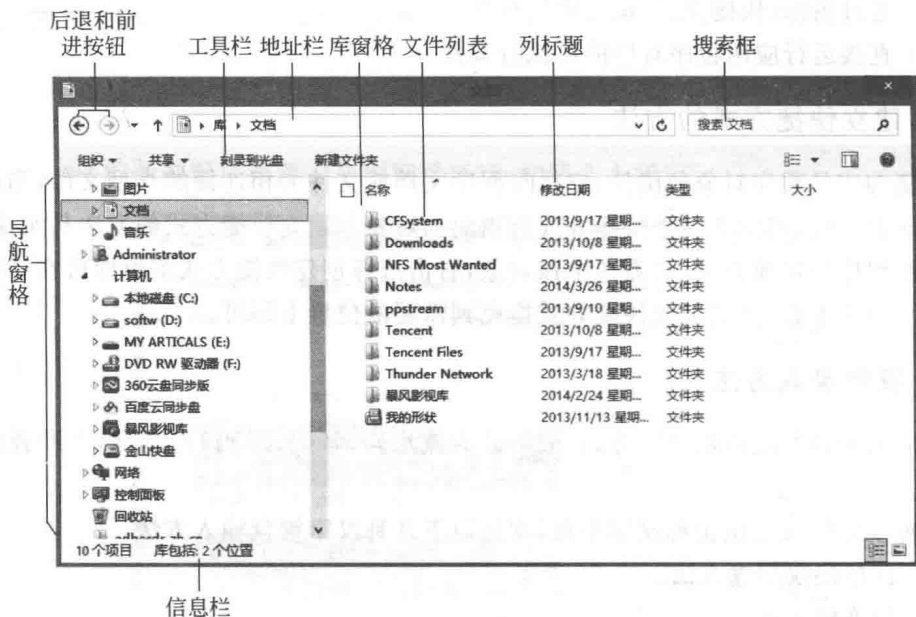 后退和前
进按钮
工具栏 地址栏 库窗格 文件列表 列标题 搜索框
库 文档
搜索 文档
组织 共享 刻录到光盘 新建文件夹
图片
文档
音乐
Administrator
计算机
本地磁盘 (C:)
softw (D:)
MY ARTICALS (E:)
DVD RW 驱动器 (F:)
360云盘同步版
百度云同步盘
暴风影视库
金山快盘
网络
控制面板
回收站
导航窗格
名称 修改日期 类型 大小
CFSystem 2013/9/17 星期... 文件夹
Downloads 2013/10/8 星期... 文件夹
NFS Most Wanted 2013/9/17 星期... 文件夹
Notes 2014/3/26 星期... 文件夹
ppstream 2013/9/10 星期... 文件夹
Tencent 2013/10/8 星期... 文件夹
Tencent Files 2013/9/17 星期... 文件夹
Thunder Network 2013/3/18 星期... 文件夹
暴风影视库 2014/2/24 星期... 文件夹
我的形状 2013/11/13 星期... 文件夹
10 个项目 库包括: 2 个位置
信息栏